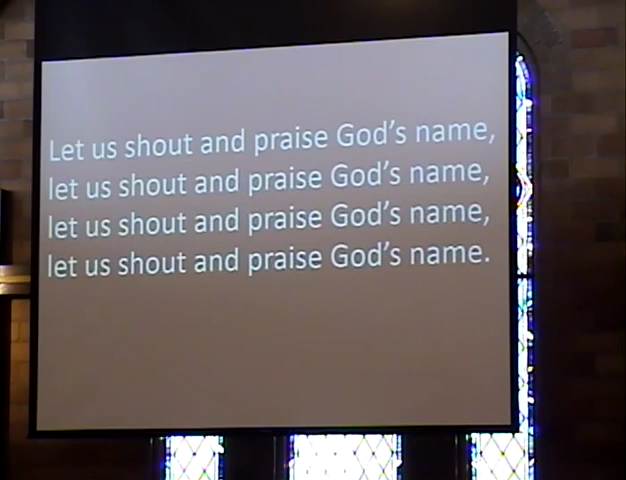 Let us shout and praise God’s name,
let us shout and praise God’s name,
let us shout and praise God’s name,
let us shout and praise God’s name.